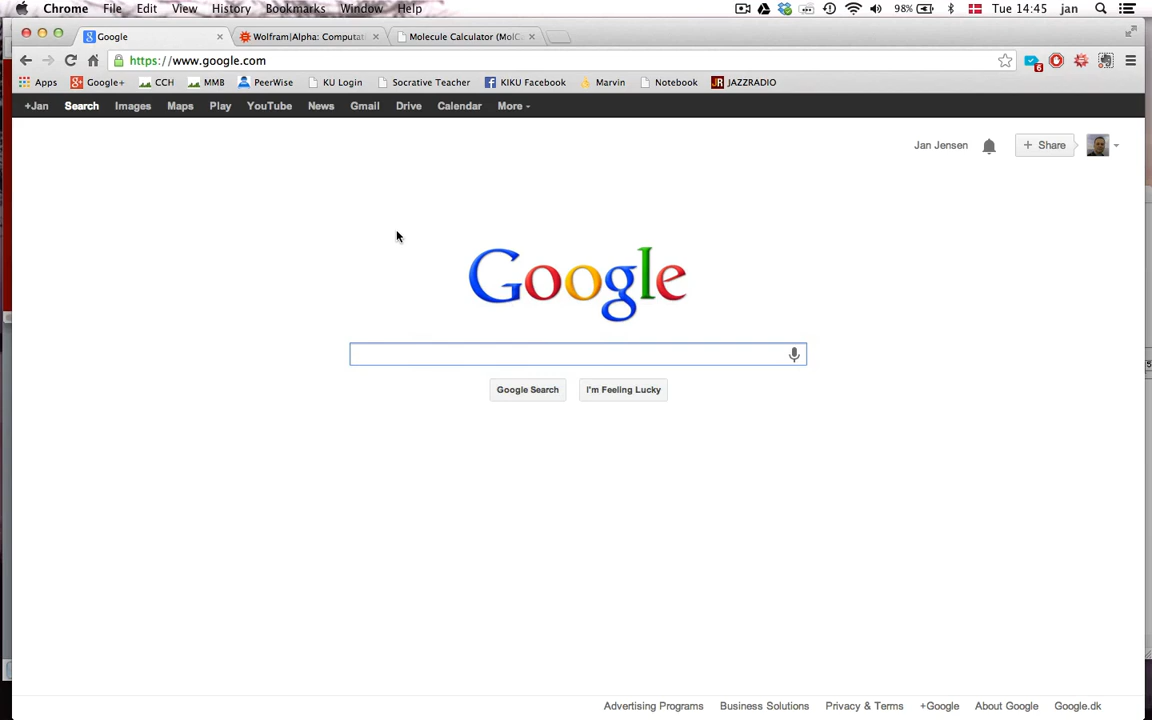 Chrome File Edit View History Bookmarks Window Help 98% Tue 14:45 jan
Google Wolfram|Alpha: Computat Molecule Calculator (MolC
https://www.google.com
Apps Google+ CCH MMB PeerWise KU Login Socrative Teacher KIKU Facebook Marvin Notebook JAZZRADIO
+Jan Search Images Maps Play YouTube News Gmail Drive Calendar More
Jan Jensen + Share
Google
Google Search I'm Feeling Lucky
Advertising Programs Business Solutions Privacy & Terms +Google About Google Google.dk